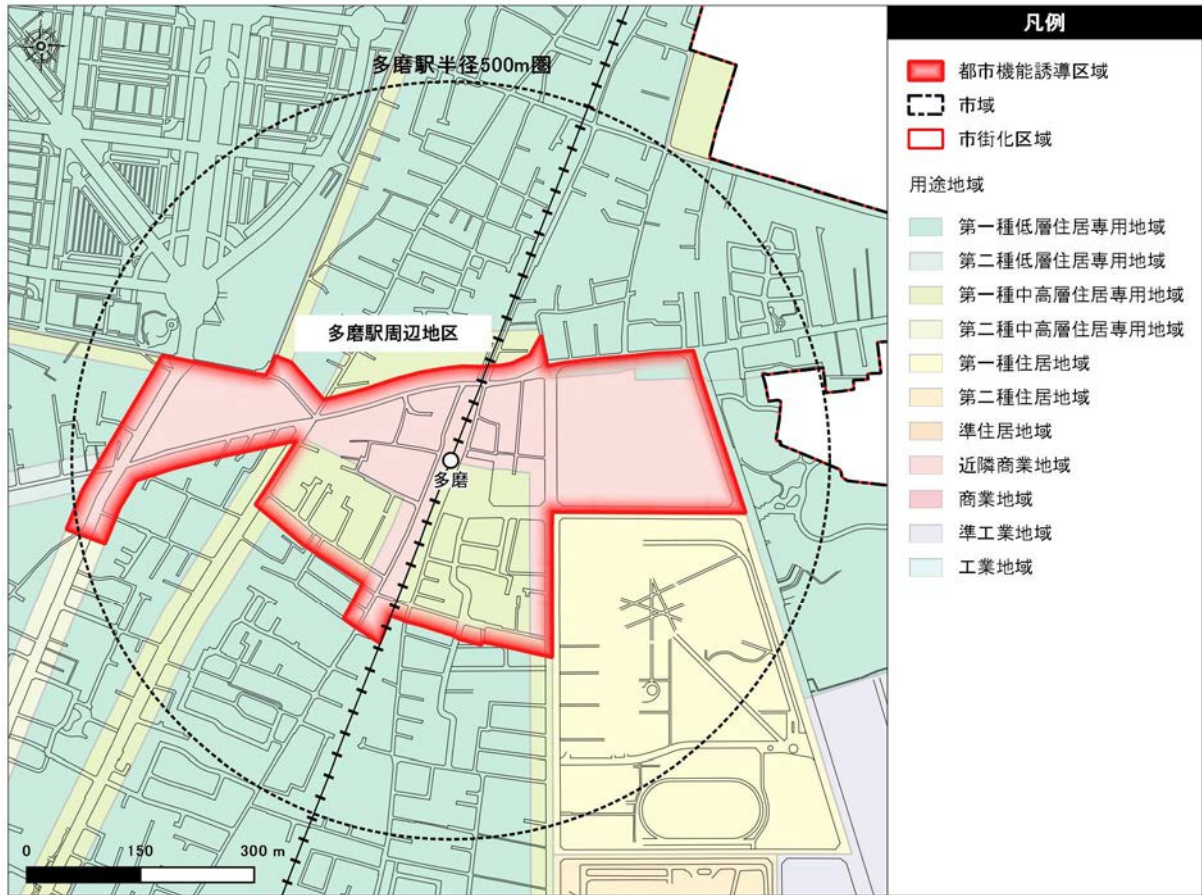 多磨駅半径500m圏
多磨駅周辺地区
多磨
0 150 300 m
凡例
都市機能誘導区域
市域
市街化区域
用途地域
第一種低層住居専用地域
第二種低層住居専用地域
第一種中高層住居専用地域
第二種中高層住居専用地域
第一種住居地域
第二種住居地域
準住居地域
近隣商業地域
商業地域
準工業地域
工業地域